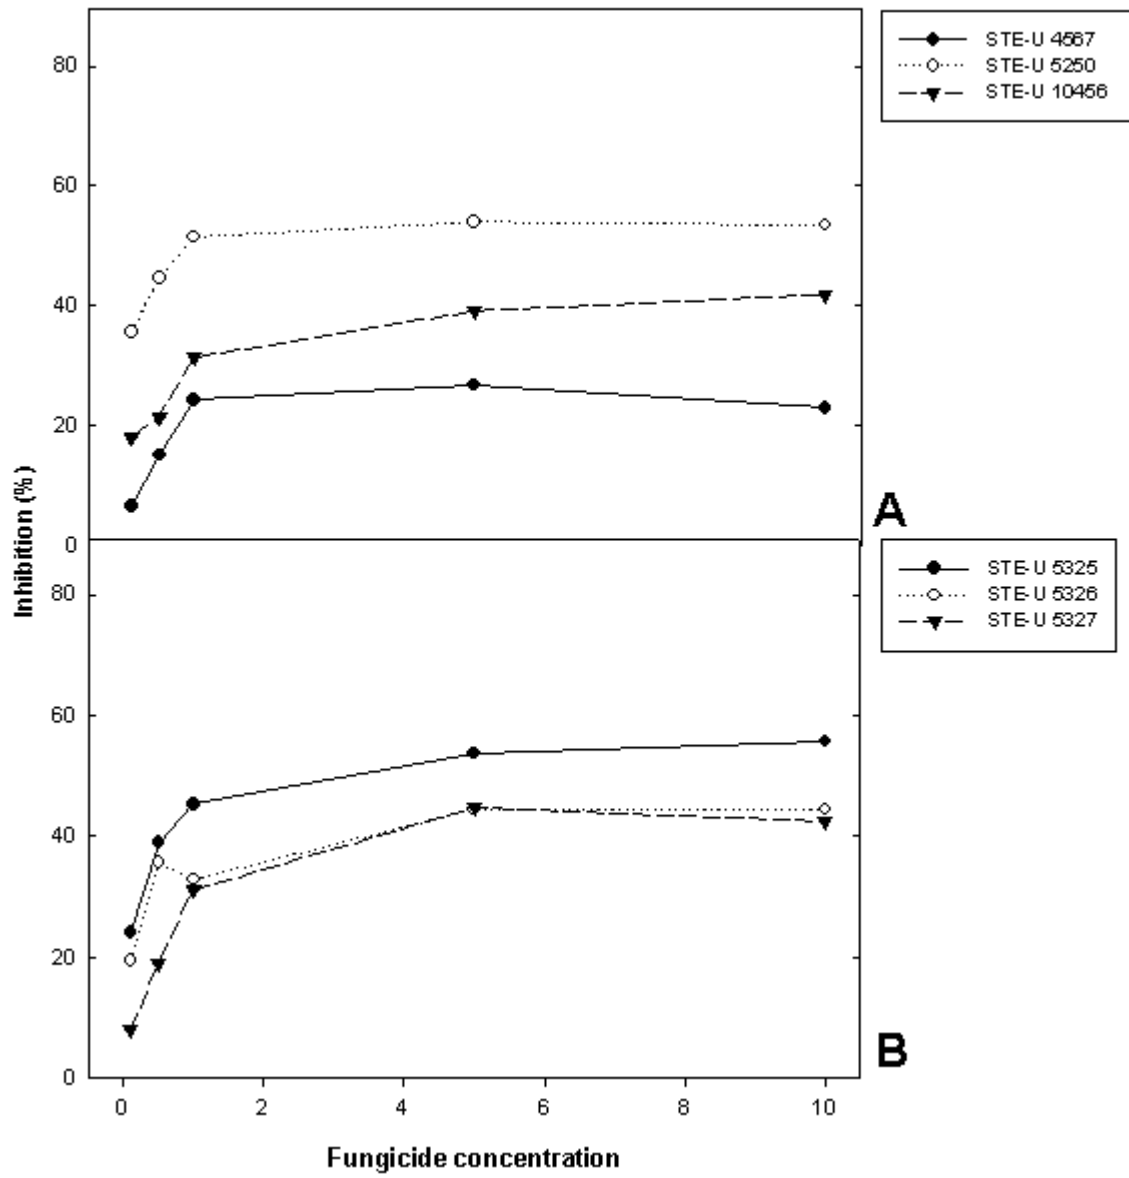 80
60
40
20
0
STE-U 4567
STE-U 5250
STE-U 10456
A
Inhibition (%)
80
60
40
20
0
STE-U 5325
STE-U 5326
STE-U 5327
B
0 2 4 6 8 10
Fungicide concentration